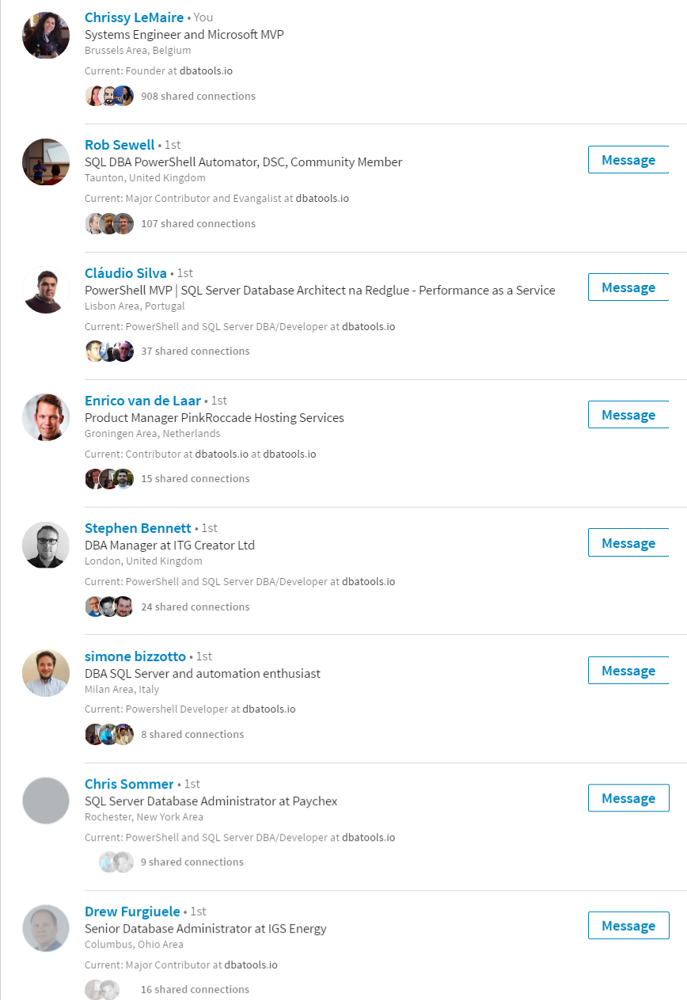 Chrissy LeMaire • You
Systems Engineer and Microsoft MVP
Brussels Area, Belgium
Current: Founder at dbatools.io
908 shared connections
Rob Sewell • 1st
Message
SQL DBA PowerShell Automator, DSC, Community Member
Taunton, United Kingdom
Current: Major Contributor and Evangalist at dbatools.io
107 shared connections
Cláudio Silva • 1st
Message
PowerShell MVP | SQL Server Database Architect na Redglue - Performance as a Service
Lisbon Area, Portugal
Current: PowerShell and SQL Server DBA/Developer at dbatools.io
37 shared connections
Enrico van de Laar • 1st
Message
Product Manager PinkRoccade Hosting Services
Groningen Area, Netherlands
Current: Contributor at dbatools.io at dbatools.io
15 shared connections
Stephen Bennett • 1st
Message
DBA Manager at ITG Creator Ltd
London, United Kingdom
Current: PowerShell and SQL Server DBA/Developer at dbatools.io
24 shared connections
simone bizzotto • 1st
Message
DBA SQL Server and automation enthusiast
Milan Area, Italy
Current: Powershell Developer at dbatools.io
8 shared connections
Chris Sommer • 1st
Message
SQL Server Database Administrator at Paychex
Rochester, New York Area
Current: PowerShell and SQL Server DBA/Developer at dbatools.io
9 shared connections
Drew Furgiuele • 1st
Message
Senior Database Administrator at IGS Energy
Columbus, Ohio Area
Current: Major Contributor at dbatools.io
16 shared connections